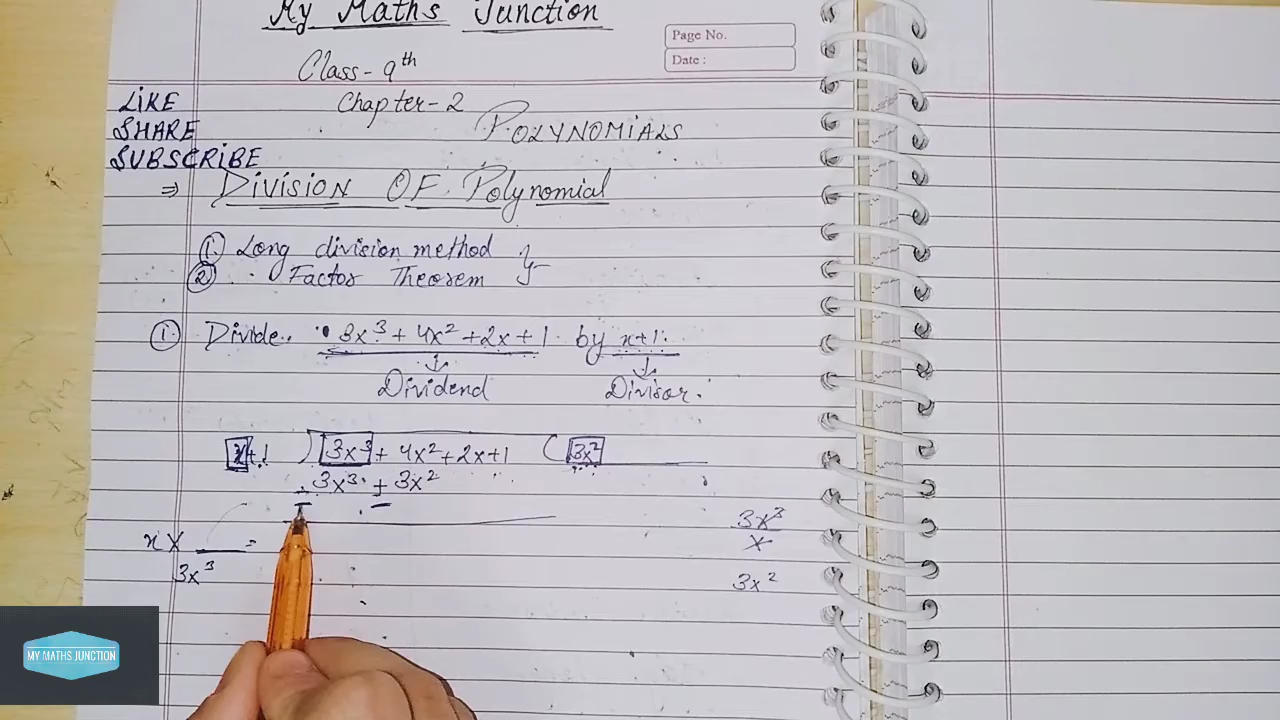 My Maths Junction
Page No.
Date :
Class - 9th
Chapter - 2
LIKE
SHARE
SUBSCRIBE
POLYNOMIALS
⇒ DIVISION OF Polynomial
① Long division method
② Factor Theorem
① Divide 3x³ + 4x² + 2x + 1 by x+1.
Dividend Divisor
x+1 ) 3x³ + 4x² + 2x + 1 ( 3x²
3x³ + 3x²
x × __ =
3x³
3x³
x
3x²
MY MATHS JUNCTION